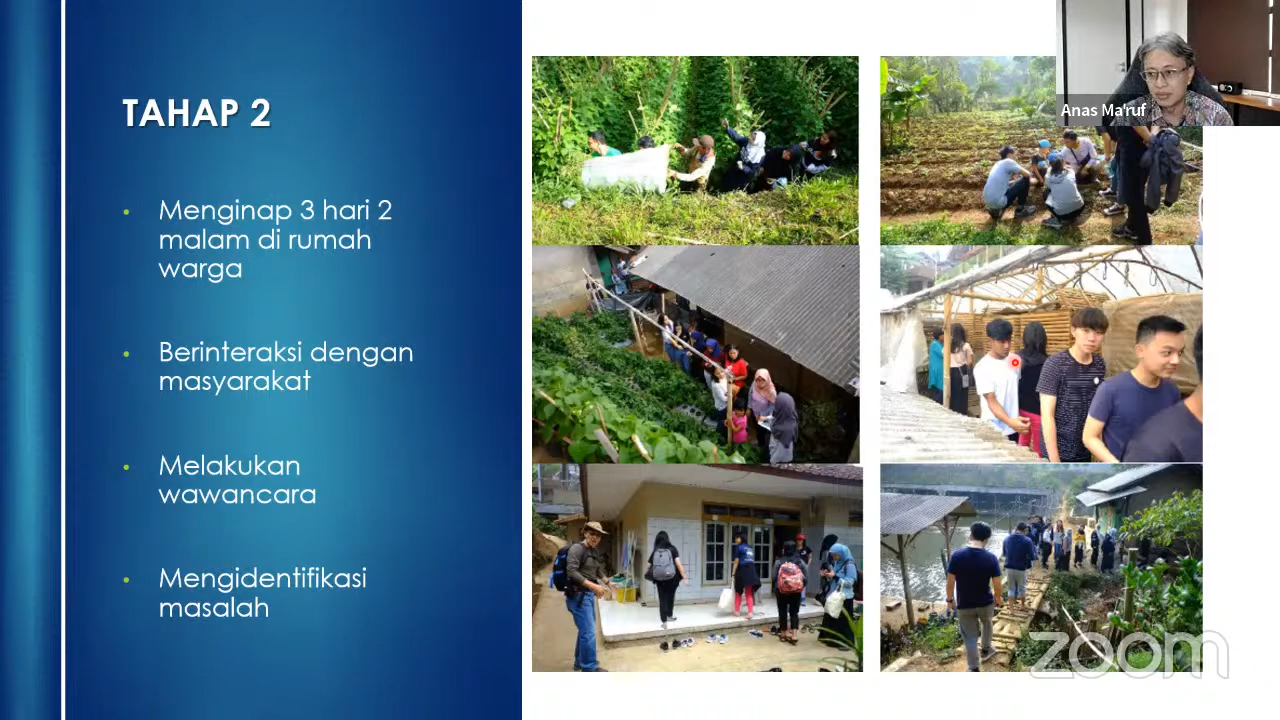 TAHAP 2
• Menginap 3 hari 2
malam di rumah
warga
• Berinteraksi dengan
masyarakat
• Melakukan
wawancara
• Mengidentifikasi
masalah
Anas Ma'ruf
zoom